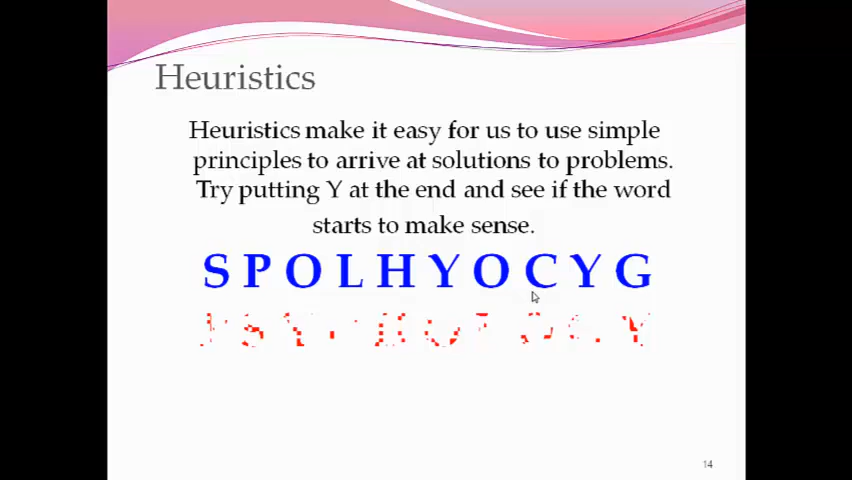 Heuristics
Heuristics make it easy for us to use simple
principles to arrive at solutions to problems.
Try putting Y at the end and see if the word
starts to make sense.
S P O L H Y O C Y G
P S Y C H O L O G Y
14